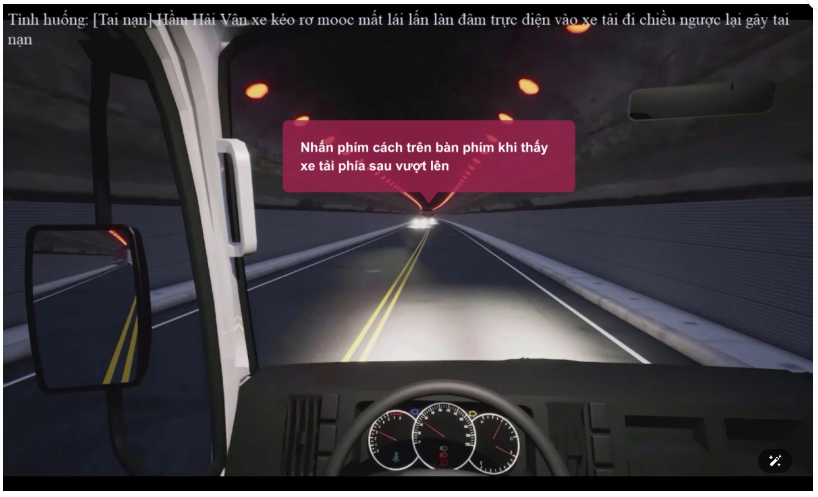 Tình huống: [Tai nạn] Hầm Hải Vân xe kéo rơ mooc mất lái lấn làn đâm trực diện vào xe tải đi chiều ngược lại gây tai
nạn
Nhấn phím cách trên bàn phím khi thấy
xe tải phía sau vượt lên